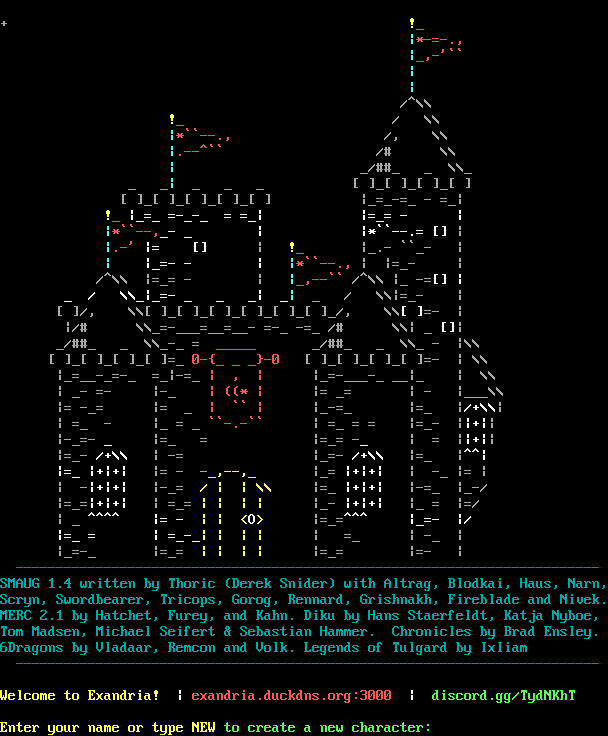 SMAUG 1.4 written by Thoric (Derek Snider) with Altrag, Blodkai, Haus, Narn,
Scryn, Swordbearer, Tricops, Gorog, Rennard, Grishnakh, Fireblade and Nivek.
MERC 2.1 by Hatchet, Furey, and Kahn. Diku by Hans Staerfeldt, Katja Nyboe,
Tom Madsen, Michael Seifert & Sebastian Hammer.  Chronicles by Brad Ensley.
6Dragons by Vladaar, Remcon and Volk. Legends of Tulgard by Ixliam
Welcome to Exandria!  | exandria.duckdns.org:3000  |  discord.gg/TydNKhT
Enter your name or type NEW to create a new character: